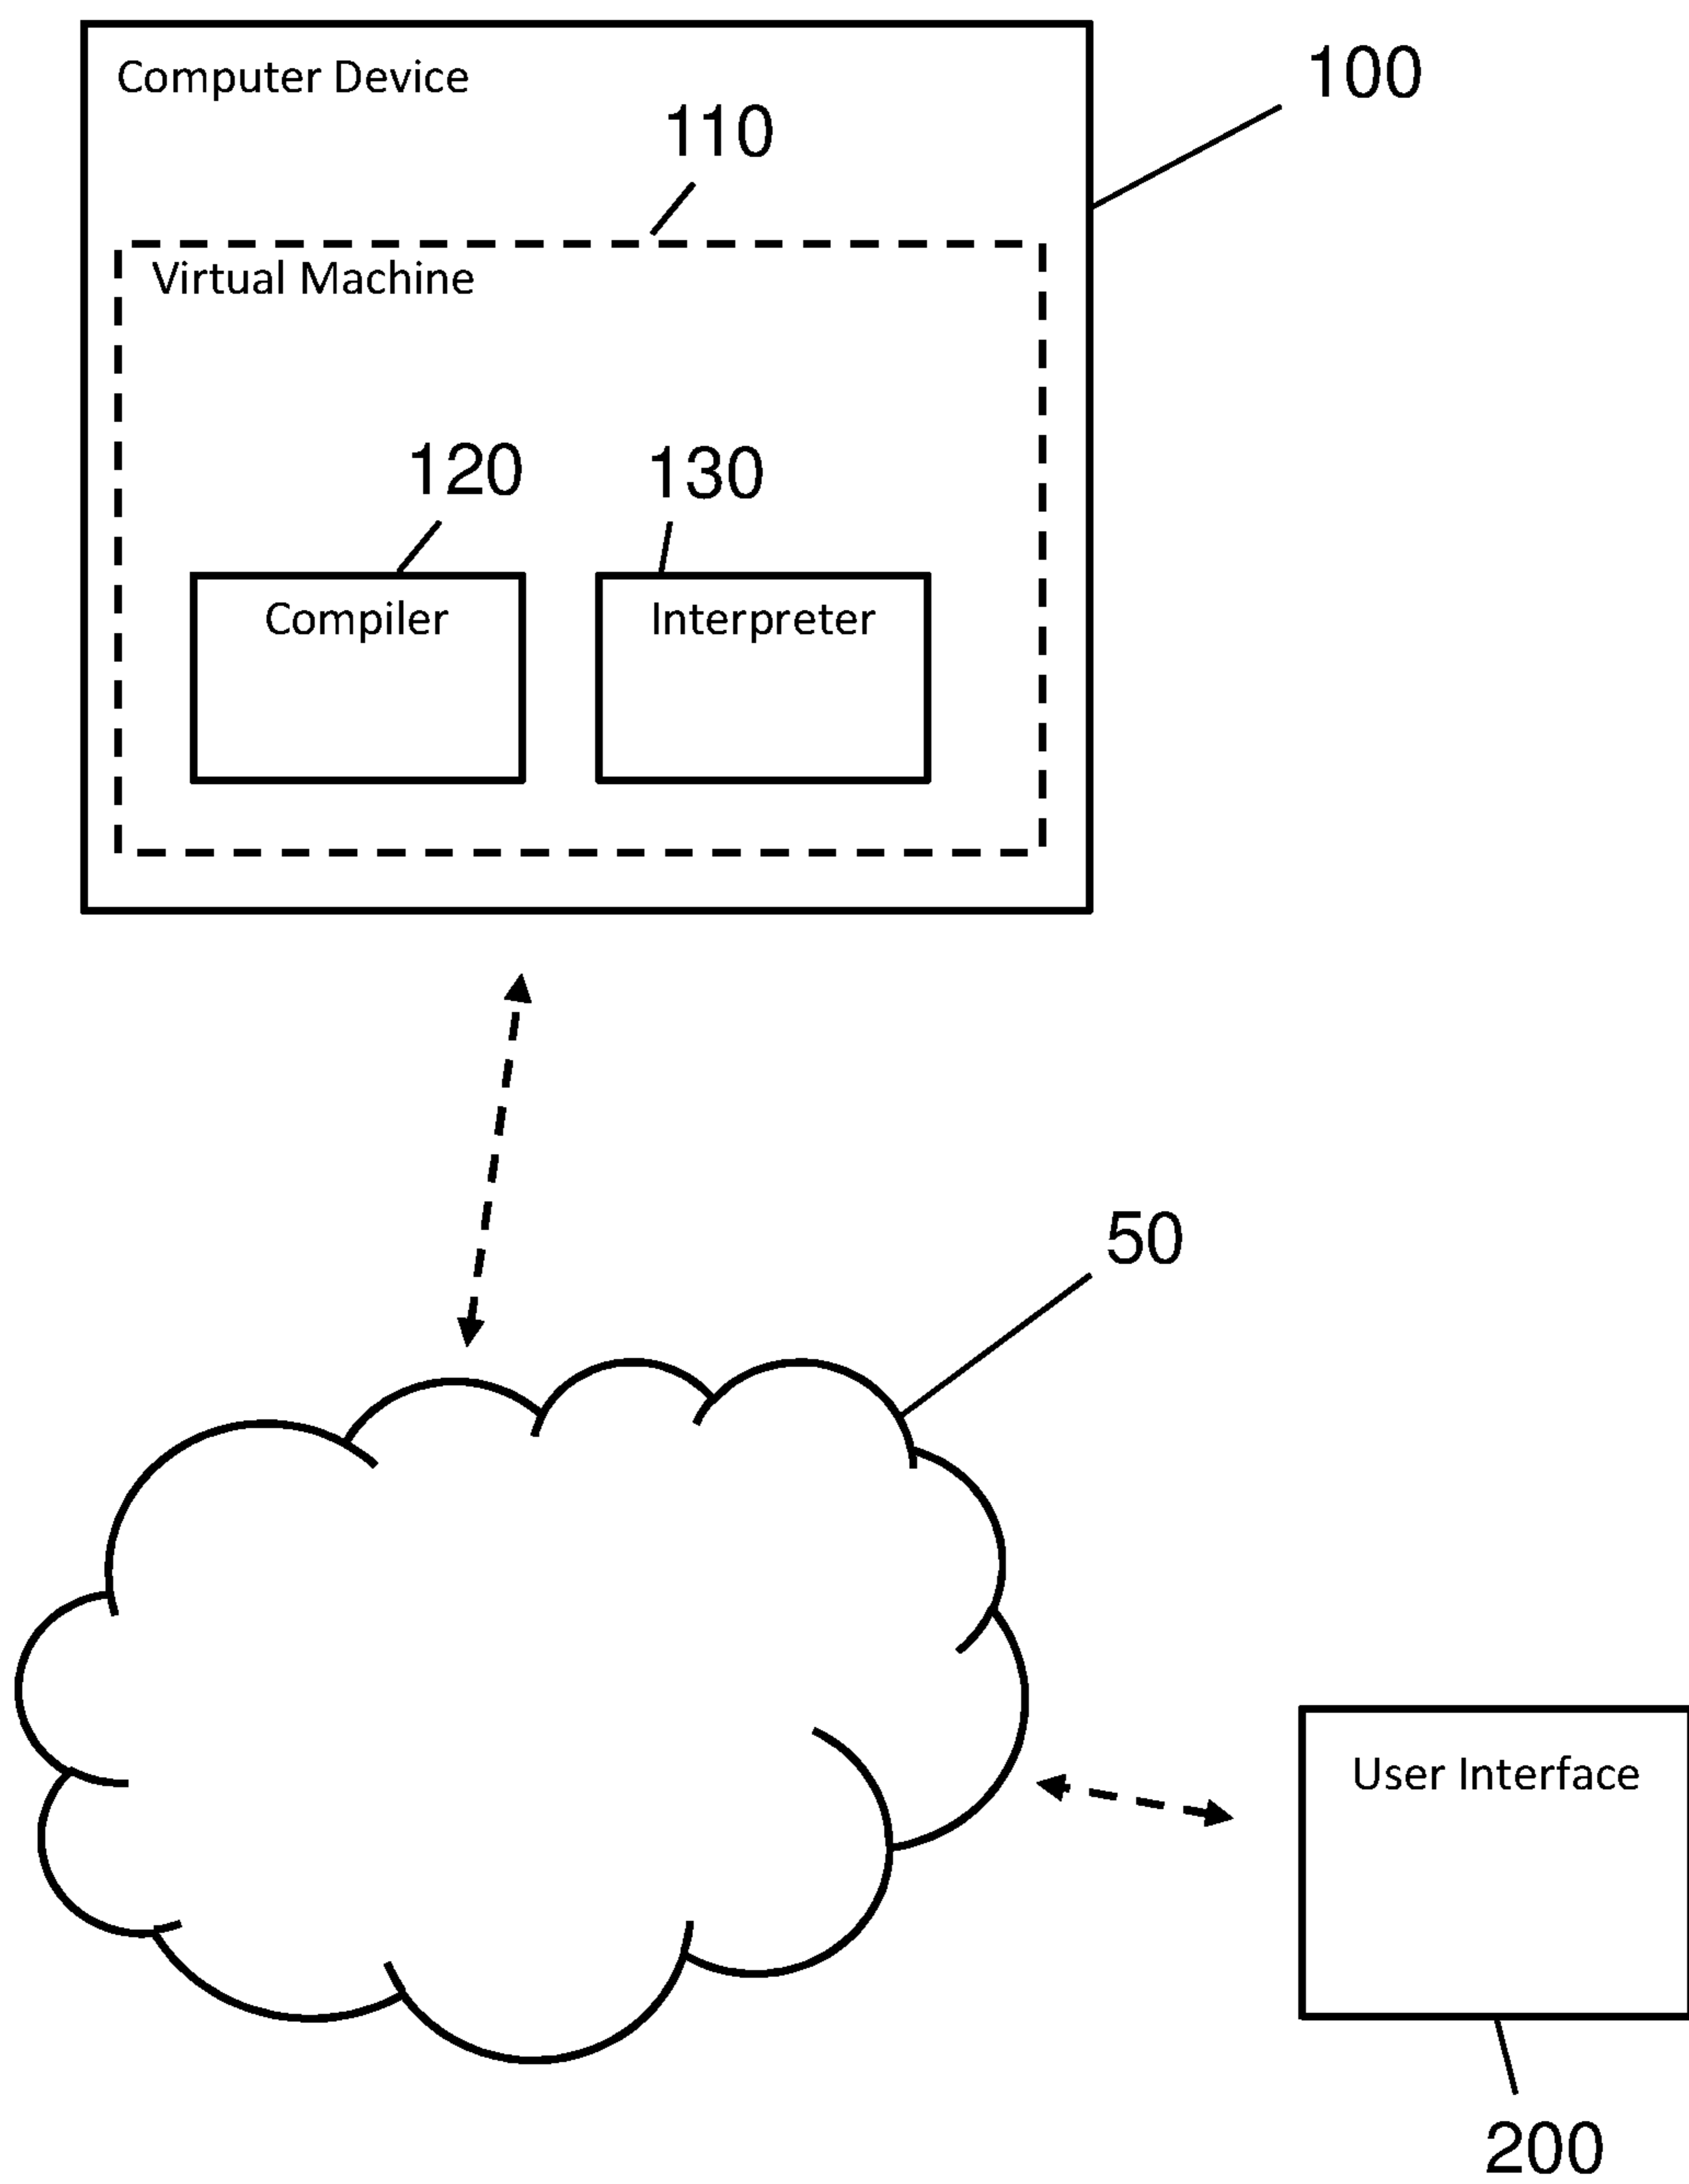 Computer Device
100
110
Virtual Machine
120
130
Compiler
Interpreter
50
User Interface
200